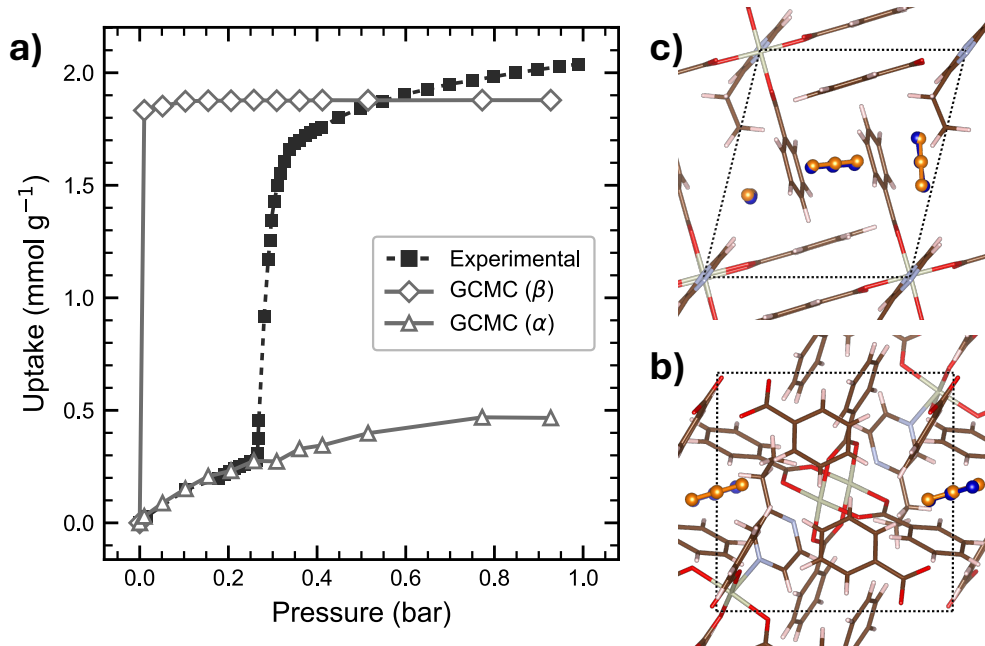 a)
2.0
1.5
1.0
0.5
0.0
Uptake (mmol g⁻¹)
Experimental
GCMC (β)
GCMC (α)
0.0 0.2 0.4 0.6 0.8 1.0
Pressure (bar)
c)
b)